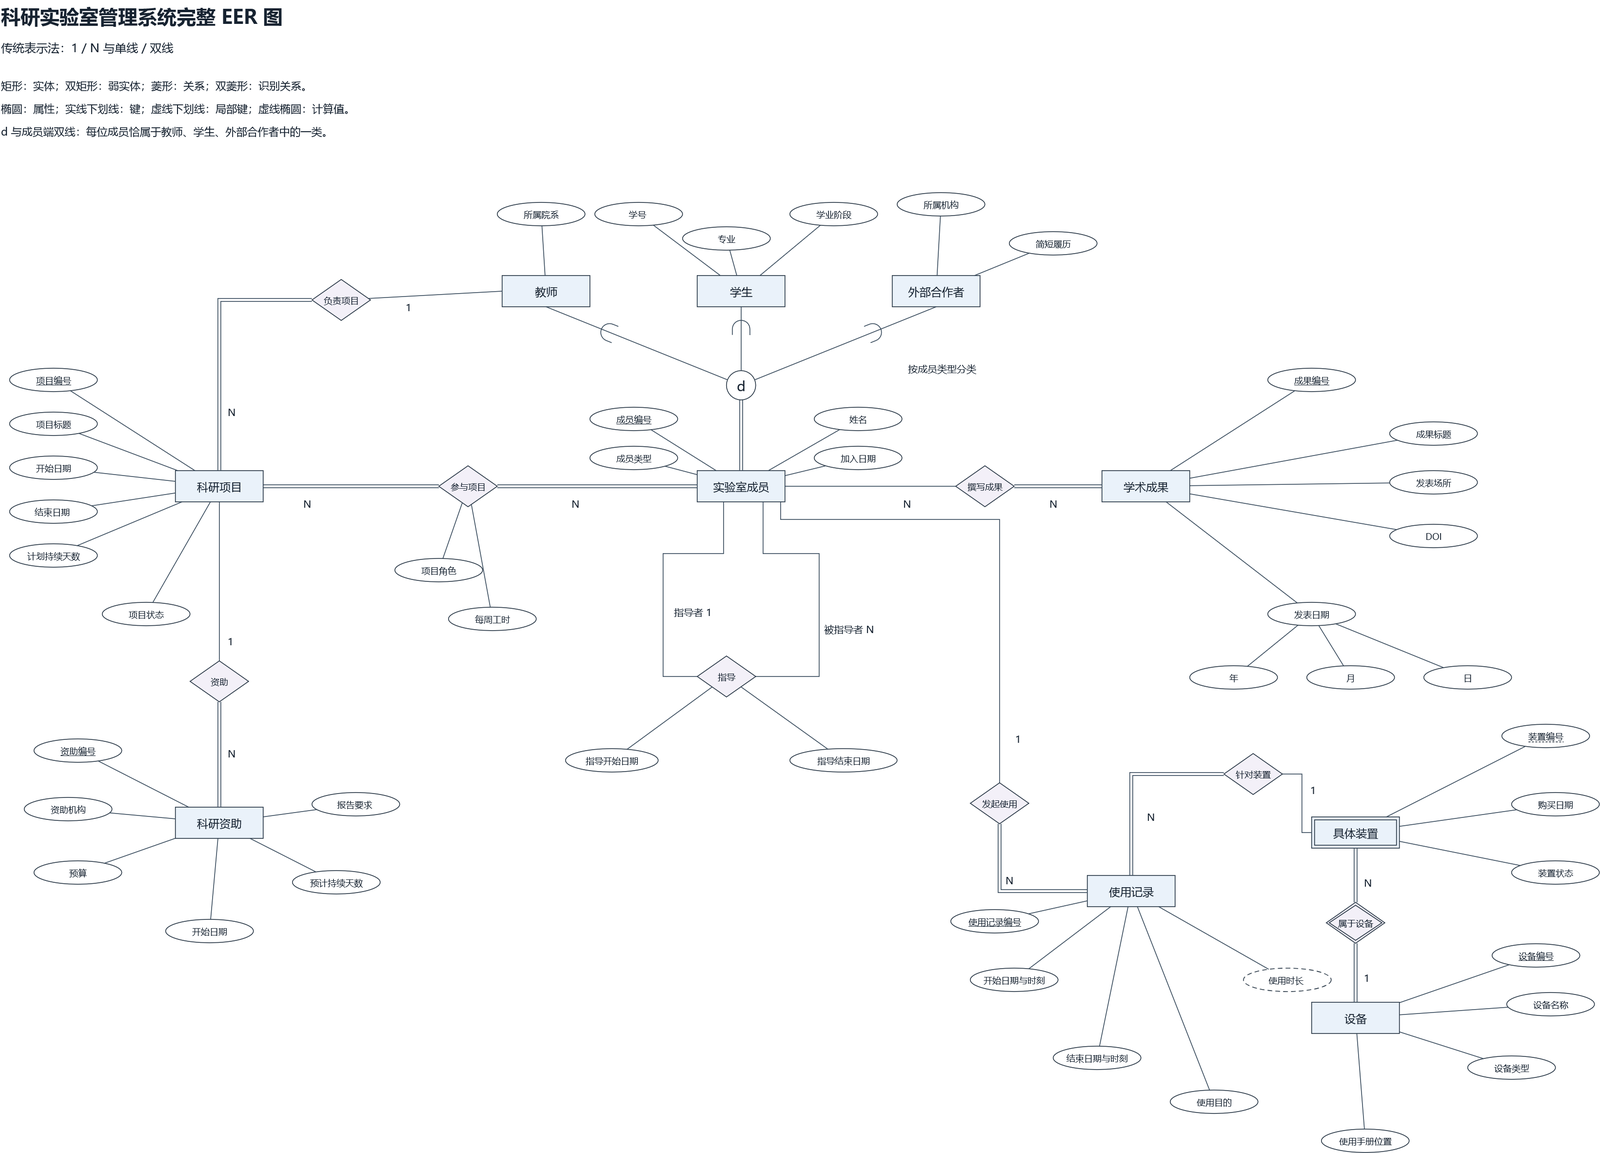 科研实验室管理系统完整 EER 图
传统表示法：1 / N 与单线 / 双线
矩形：实体；双矩形：弱实体；菱形：关系；双菱形：识别关系。
椭圆：属性；实线下划线：键；虚线下划线：局部键；虚线椭圆：计算值。
d 与成员端双线：每位成员恰属于教师、学生、外部合作者中的一类。
所属院系
学号
专业
学业阶段
所属机构
简短履历
负责项目
1
教师
学生
外部合作者
按成员类型分类
d
N
项目编号
项目标题
开始日期
结束日期
计划持续天数
项目状态
科研项目
N
参与项目
N
项目角色
每周工时
成员编号
成员类型
姓名
加入日期
实验室成员
N
撰写成果
N
学术成果
成果编号
成果标题
发表场所
DOI
发表日期
年
月
日
指导者 1
被指导者 N
指导
指导开始日期
指导结束日期
1
资助
N
资助编号
资助机构
预算
开始日期
预计持续天数
报告要求
科研资助
1
发起使用
N
使用记录
使用记录编号
开始日期与时刻
结束日期与时刻
使用目的
使用时长
N
针对装置
1
装置编号
购买日期
装置状态
具体装置
N
属于设备
1
设备
设备编号
设备名称
设备类型
使用手册位置